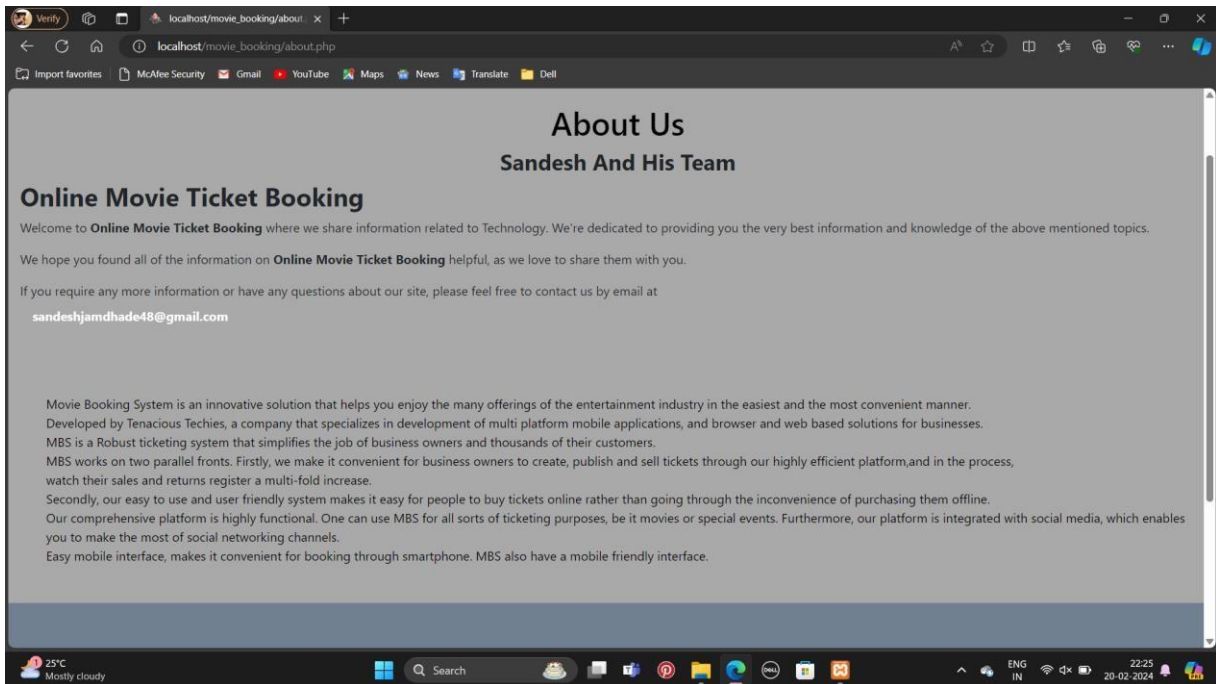 Verify
localhost/movie_booking/about.
localhost/movie_booking/about.php
Import favorites
McAfee Security
Gmail
YouTube
Maps
News
Translate
Dell
About Us
Sandesh And His Team
Online Movie Ticket Booking
Welcome to Online Movie Ticket Booking where we share information related to Technology. We're dedicated to providing you the very best information and knowledge of the above mentioned topics.
We hope you found all of the information on Online Movie Ticket Booking helpful, as we love to share them with you.
If you require any more information or have any questions about our site, please feel free to contact us by email at
sandeshjamdhade48@gmail.com
Movie Booking System is an innovative solution that helps you enjoy the many offerings of the entertainment industry in the easiest and the most convenient manner.
Developed by Tenacious Techies, a company that specializes in development of multi platform mobile applications, and browser and web based solutions for businesses.
MBS is a Robust ticketing system that simplifies the job of business owners and thousands of their customers.
MBS works on two parallel fronts. Firstly, we make it convenient for business owners to create, publish and sell tickets through our highly efficient platform,and in the process,
watch their sales and returns register a multi-fold increase.
Secondly, our easy to use and user friendly system makes it easy for people to buy tickets online rather than going through the inconvenience of purchasing them offline.
Our comprehensive platform is highly functional. One can use MBS for all sorts of ticketing purposes, be it movies or special events. Furthermore, our platform is integrated with social media, which enables
you to make the most of social networking channels.
Easy mobile interface, makes it convenient for booking through smartphone. MBS also have a mobile friendly interface.
1
25°C
Mostly cloudy
Search
DELL
ENG
IN
22:25
20-02-2024
PRE